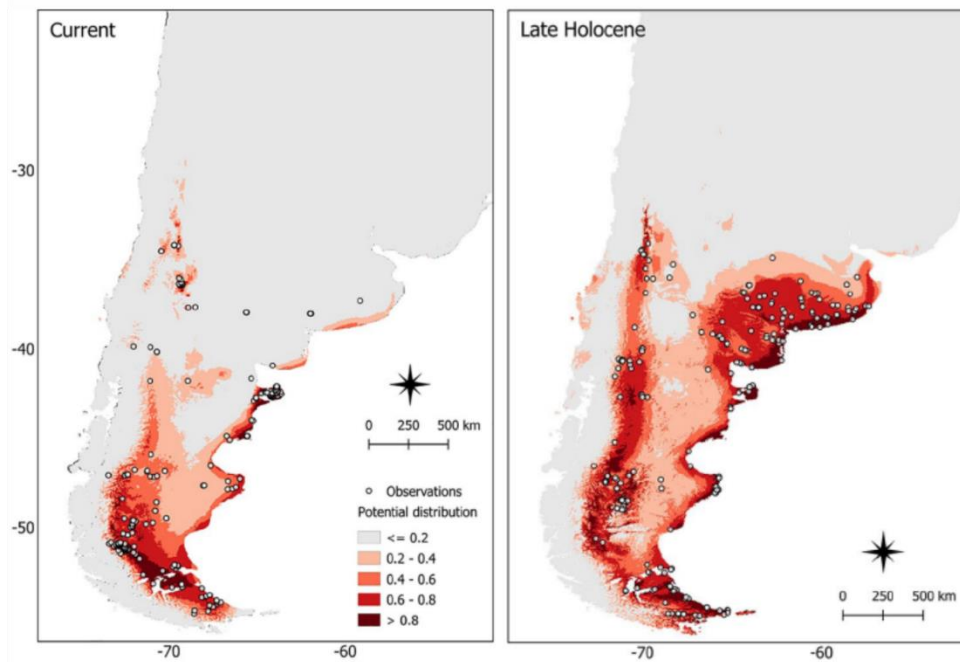 Current
Late Holocene
-30
-40
-50
0 250 500 km
Observations
Potential distribution
<= 0.2
0.2 - 0.4
0.4 - 0.6
0.6 - 0.8
> 0.8
0 250 500 km
-70 -60
-70 -60